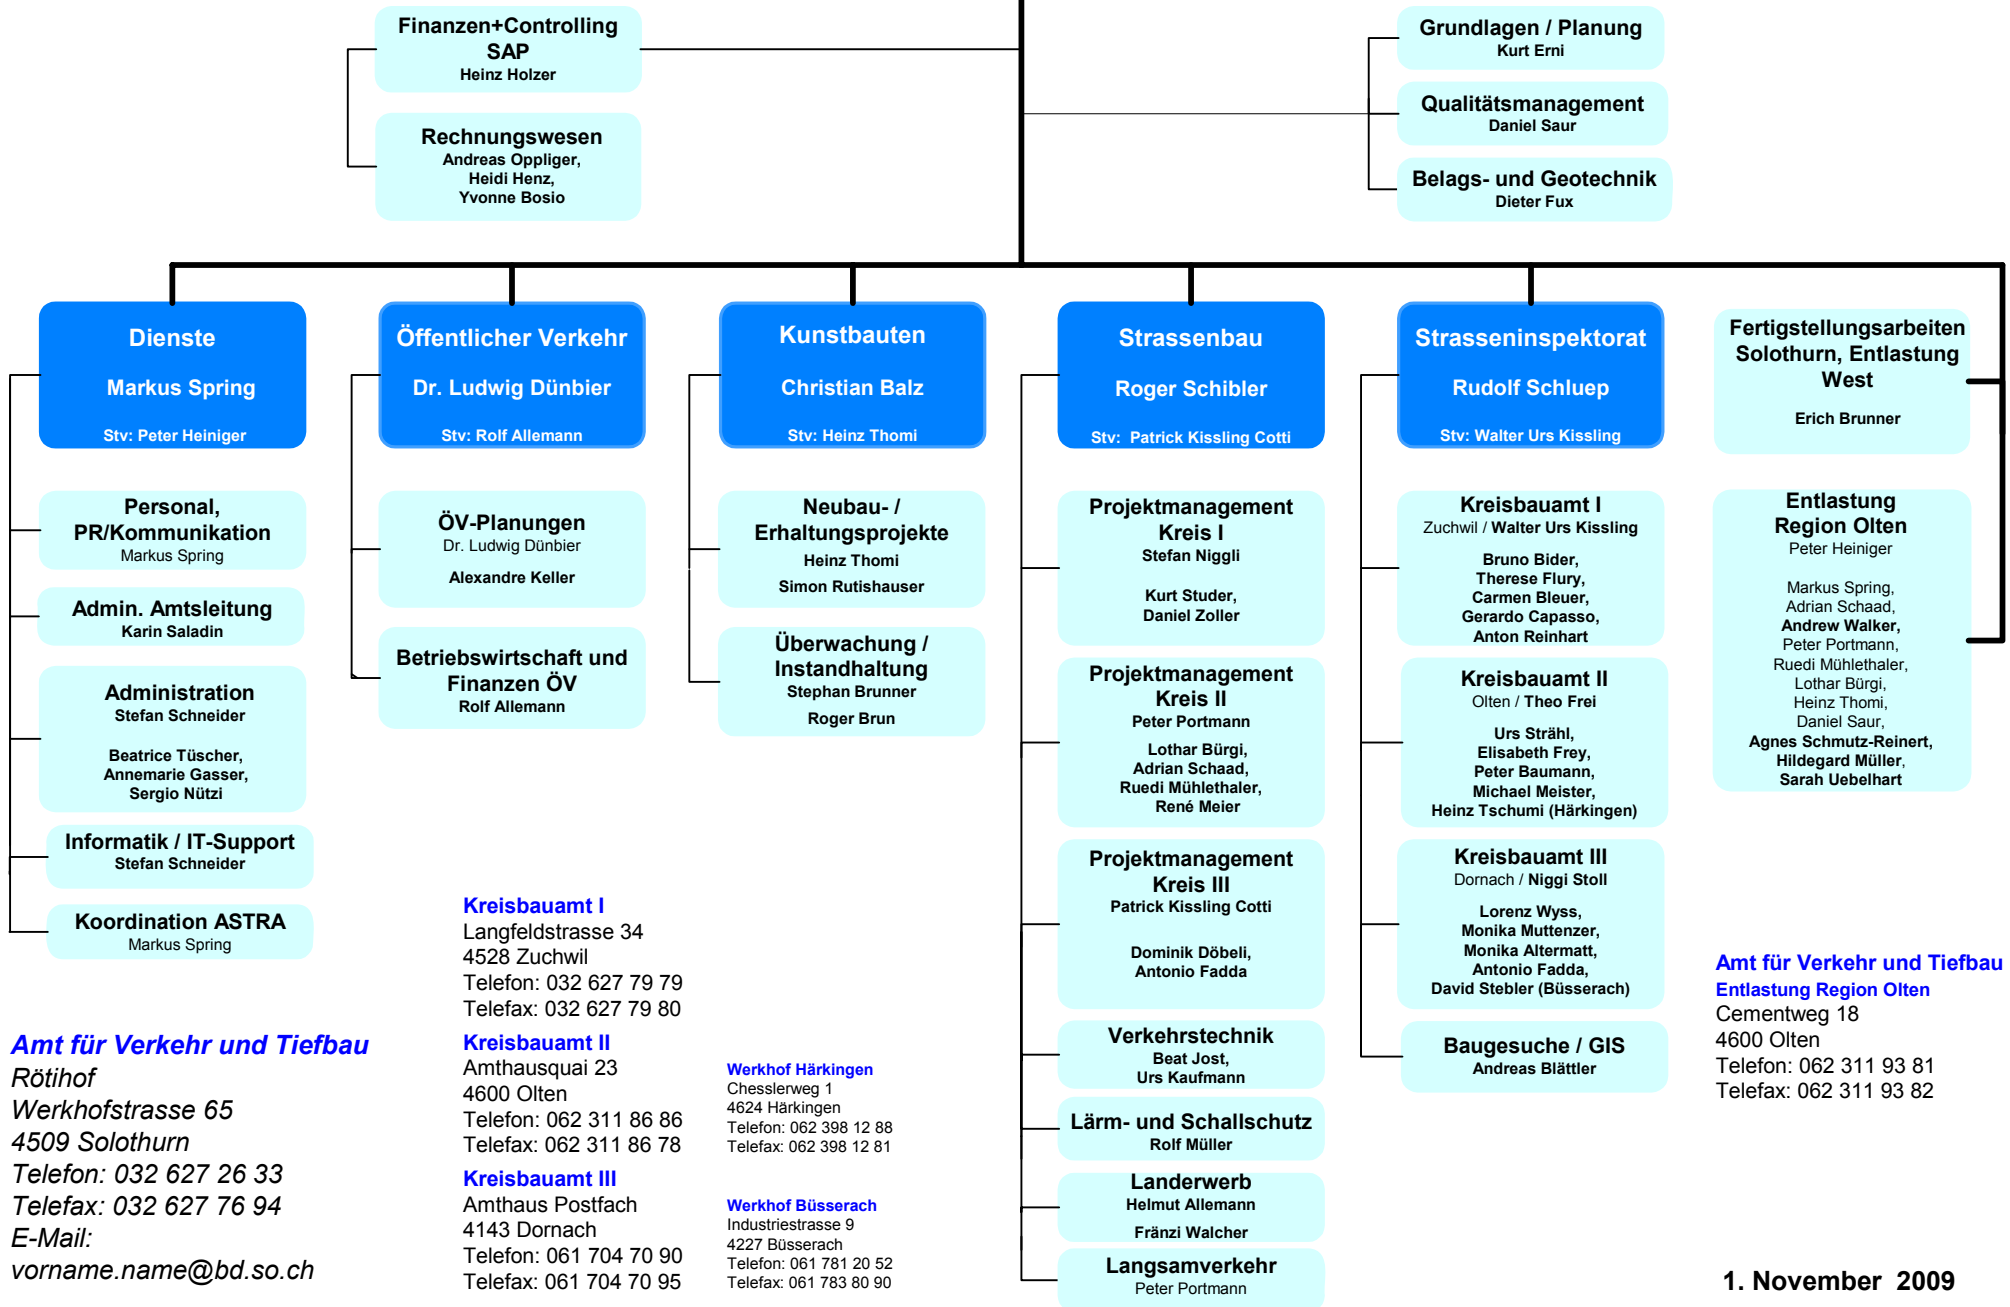 Finanzen+Controlling
SAP
Heinz Holzer
Rechnungswesen
Andreas Oppliger,
Heidi Henz,
Yvonne Bosio
Grundlagen / Planung
Kurt Erni
Qualitätsmanagement
Daniel Saur
Belags- und Geotechnik
Dieter Fux
Dienste
Markus Spring
Stv: Peter Heiniger
Personal,
PR/Kommunikation
Markus Spring
Admin. Amtsleitung
Karin Saladin
Administration
Stefan Schneider
Beatrice Tüscher,
Annemarie Gasser,
Sergio Nützi
Informatik / IT-Support
Stefan Schneider
Koordination ASTRA
Markus Spring
Öffentlicher Verkehr
Dr. Ludwig Dünbier
Stv: Rolf Allemann
ÖV-Planungen
Dr. Ludwig Dünbier
Alexandre Keller
Betriebswirtschaft und
Finanzen ÖV
Rolf Allemann
Kunstbauten
Christian Balz
Stv: Heinz Thomi
Neubau- /
Erhaltungsprojekte
Heinz Thomi
Simon Rutishauser
Überwachung /
Instandhaltung
Stephan Brunner
Roger Brun
Strassenbau
Roger Schibler
Stv:  Patrick Kissling Cotti
Projektmanagement
Kreis I
Stefan Niggli
Kurt Studer,
Daniel Zoller
Projektmanagement
Kreis II
Peter Portmann
Lothar Bürgi,
Adrian Schaad,
Ruedi Mühlethaler,
René Meier
Projektmanagement
Kreis III
Patrick Kissling Cotti
Dominik Döbeli,
Antonio Fadda
Verkehrstechnik
Beat Jost,
Urs Kaufmann
Lärm- und Schallschutz
Rolf Müller
Landerwerb
Helmut Allemann
Fränzi Walcher
Langsamverkehr
Peter Portmann
Strasseninspektorat
Rudolf Schluep
Stv: Walter Urs Kissling
Kreisbauamt I
Zuchwil / Walter Urs Kissling
Bruno Bider,
Therese Flury,
Carmen Bleuer,
Gerardo Capasso,
Anton Reinhart
Kreisbauamt II
Olten / Theo Frei
Urs Strähl,
Elisabeth Frey,
Peter Baumann,
Michael Meister,
Heinz Tschumi (Härkingen)
Kreisbauamt III
Dornach / Niggi Stoll
Lorenz Wyss,
Monika Muttenzer,
Monika Altermatt,
Antonio Fadda,
David Stebler (Büsserach)
Baugesuche / GIS
Andreas Blättler
Fertigstellungsarbeiten
Solothurn, Entlastung
West
Erich Brunner
Entlastung
Region Olten
Peter Heiniger
Markus Spring,
Adrian Schaad,
Andrew Walker,
Peter Portmann,
Ruedi Mühlethaler,
Lothar Bürgi,
Heinz Thomi,
Daniel Saur,
Agnes Schmutz-Reinert,
Hildegard Müller,
Sarah Uebelhart
Amt für Verkehr und Tiefbau
Rötihof
Werkhofstrasse 65
4509 Solothurn
Telefon: 032 627 26 33
Telefax: 032 627 76 94
E-Mail:
vorname.name@bd.so.ch
Kreisbauamt I
Langfeldstrasse 34
4528 Zuchwil
Telefon: 032 627 79 79
Telefax: 032 627 79 80
Kreisbauamt II
Amthausquai 23
4600 Olten
Telefon: 062 311 86 86
Telefax: 062 311 86 78
Kreisbauamt III
Amthaus Postfach
4143 Dornach
Telefon: 061 704 70 90
Telefax: 061 704 70 95
Werkhof Härkingen
Chesslerweg 1
4624 Härkingen
Telefon: 062 398 12 88
Telefax: 062 398 12 81
Werkhof Büsserach
Industriestrasse 9
4227 Büsserach
Telefon: 061 781 20 52
Telefax: 061 783 80 90
Amt für Verkehr und Tiefbau
Entlastung Region Olten
Cementweg 18
4600 Olten
Telefon: 062 311 93 81
Telefax: 062 311 93 82
1. November  2009